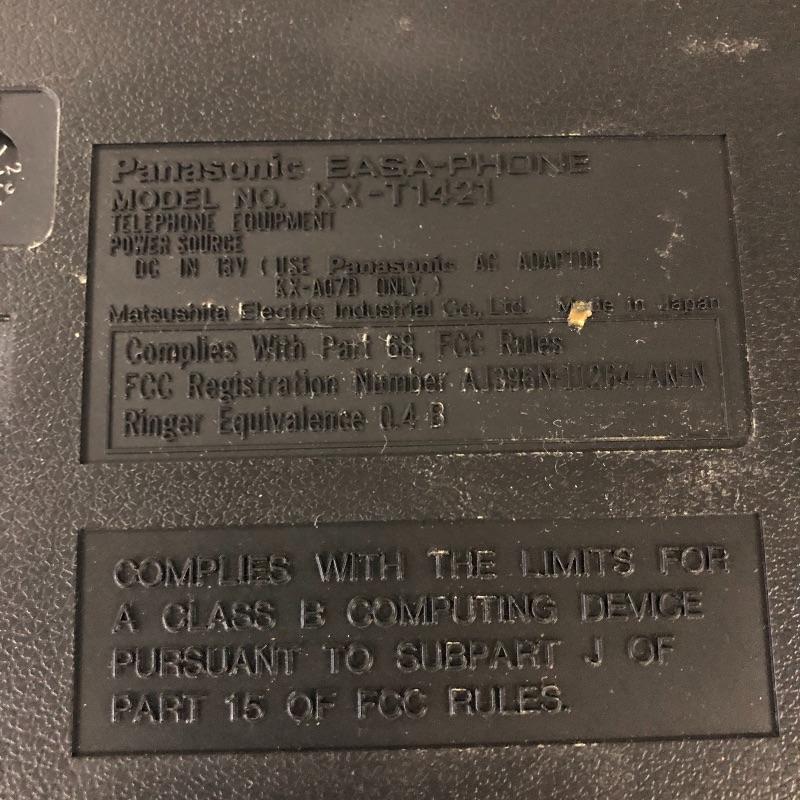 Panasonic EASA-PHONE
MODEL NO. KX-T1421
TELEPHONE EQUIPMENT
POWER SOURCE
DC IN 13V (USE Panasonic AC ADAPTOR
KX-A07B ONLY.)
Matsushita Electric Industrial Co., Ltd. Made in Japan
Complies With Part 68, FCC Rules
FCC Registration Number
Ringer Equivalence 0.4 B
COMPLIES WITH THE LIMITS FOR
A CLASS B COMPUTING DEVICE
PURSUANT TO SUBPART J OF
PART 15 OF FCC RULES.